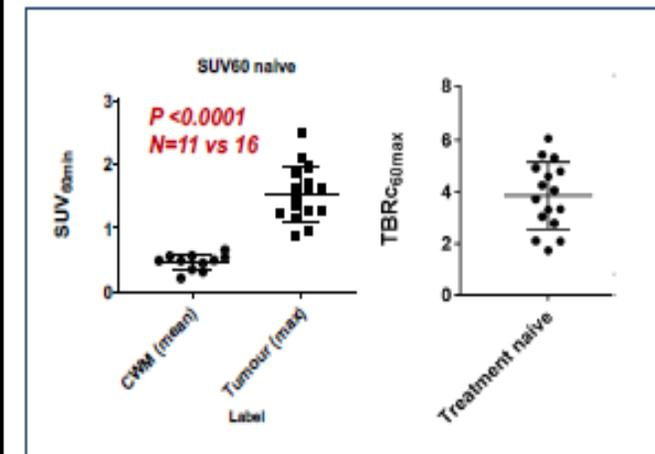 SUV60 naive
P <0.0001
N=11 vs 16
SUV60min
3
2
1
0
CWM (mean)
Tumour (max)
Label
TBRc60max
8
6
4
2
0
Treatment naive